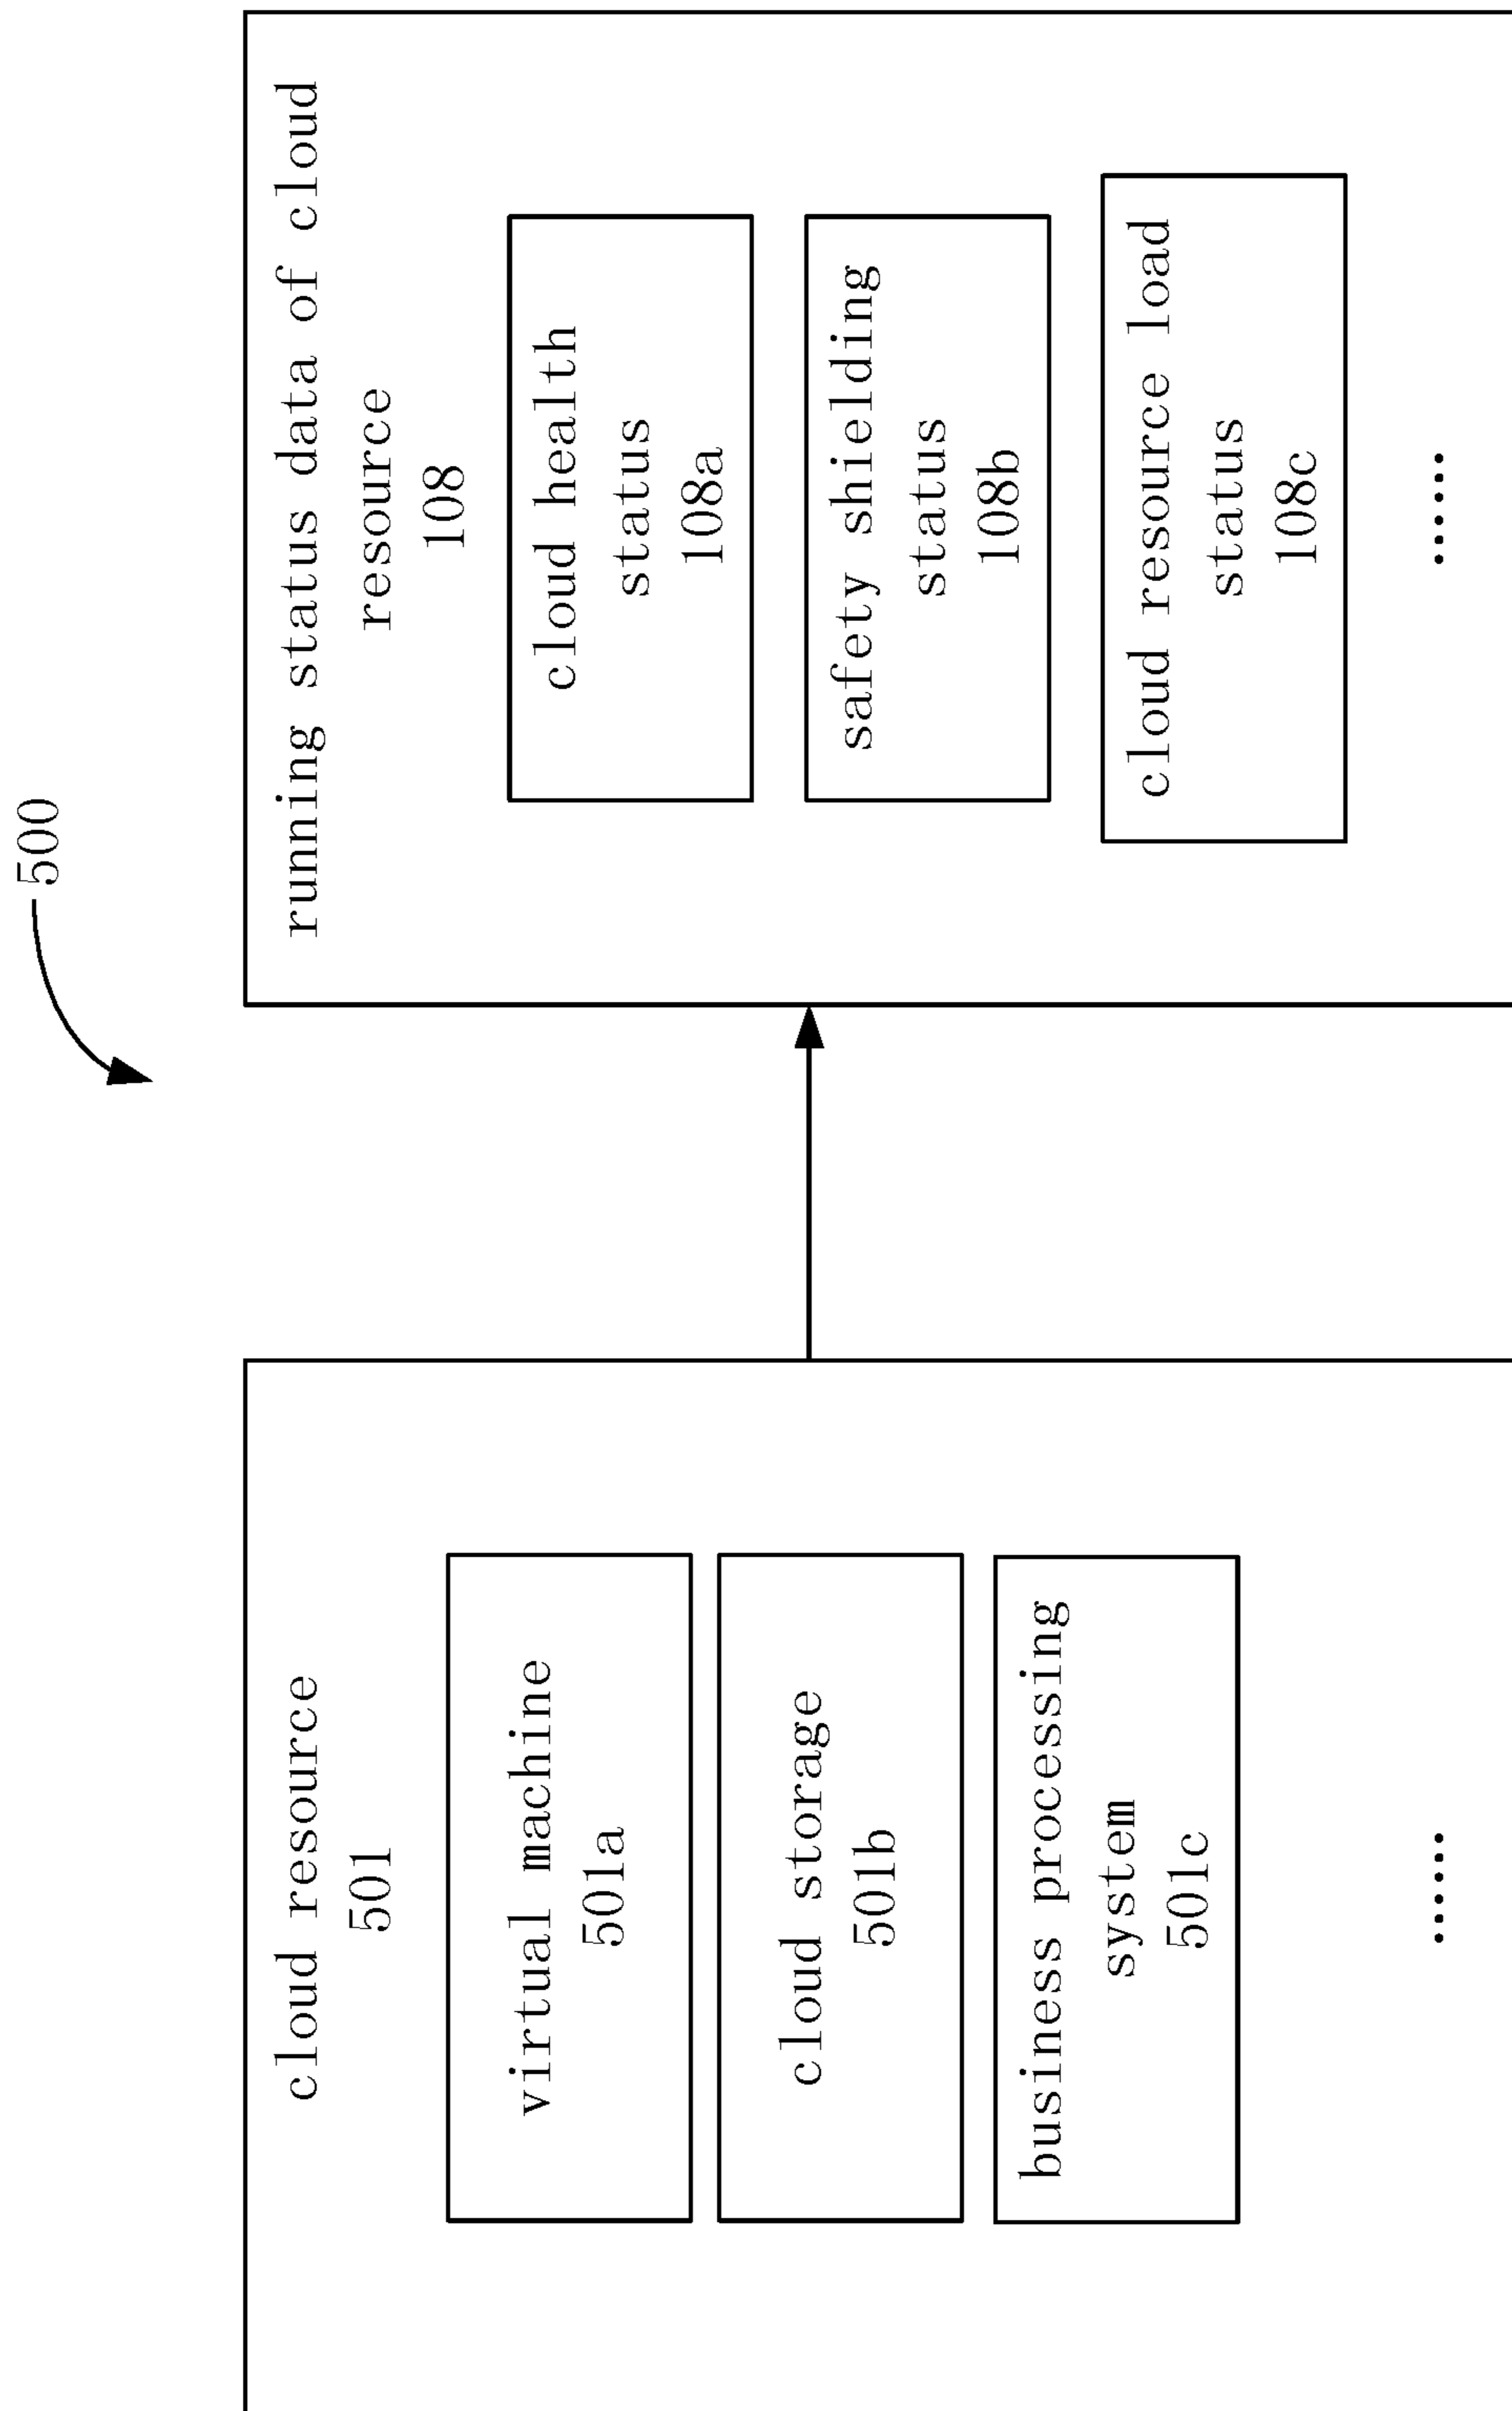 500
cloud resource
501
virtual machine
501a
cloud storage
501b
business processing
system
501c
......
running status data of cloud
resource
108
cloud health
status
108a
safety shielding
status
108b
cloud resource load
status
108c
......